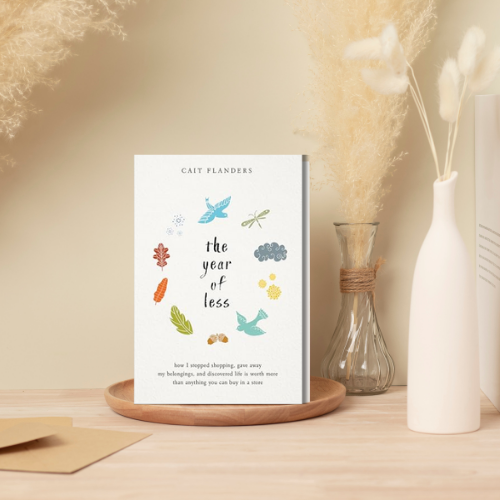 CAIT FLANDERS
the
year
of
less
how I stopped shopping, gave away
my belongings, and discovered life is worth more
than anything you can buy in a store